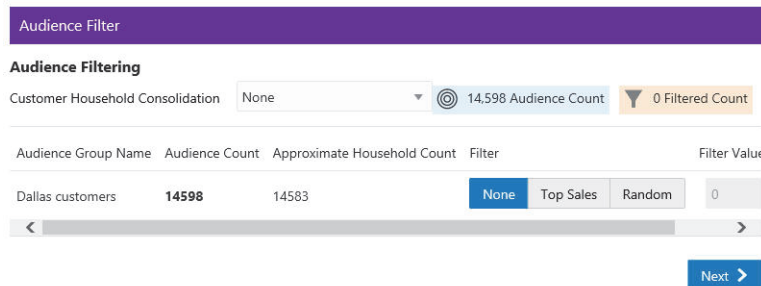 Audience Filter
Audience Filtering
Customer Household Consolidation None 14,598 Audience Count 0 Filtered Count
Audience Group Name Audience Count Approximate Household Count Filter Filter Value
Dallas customers 14598 14583 None Top Sales Random 0
Next